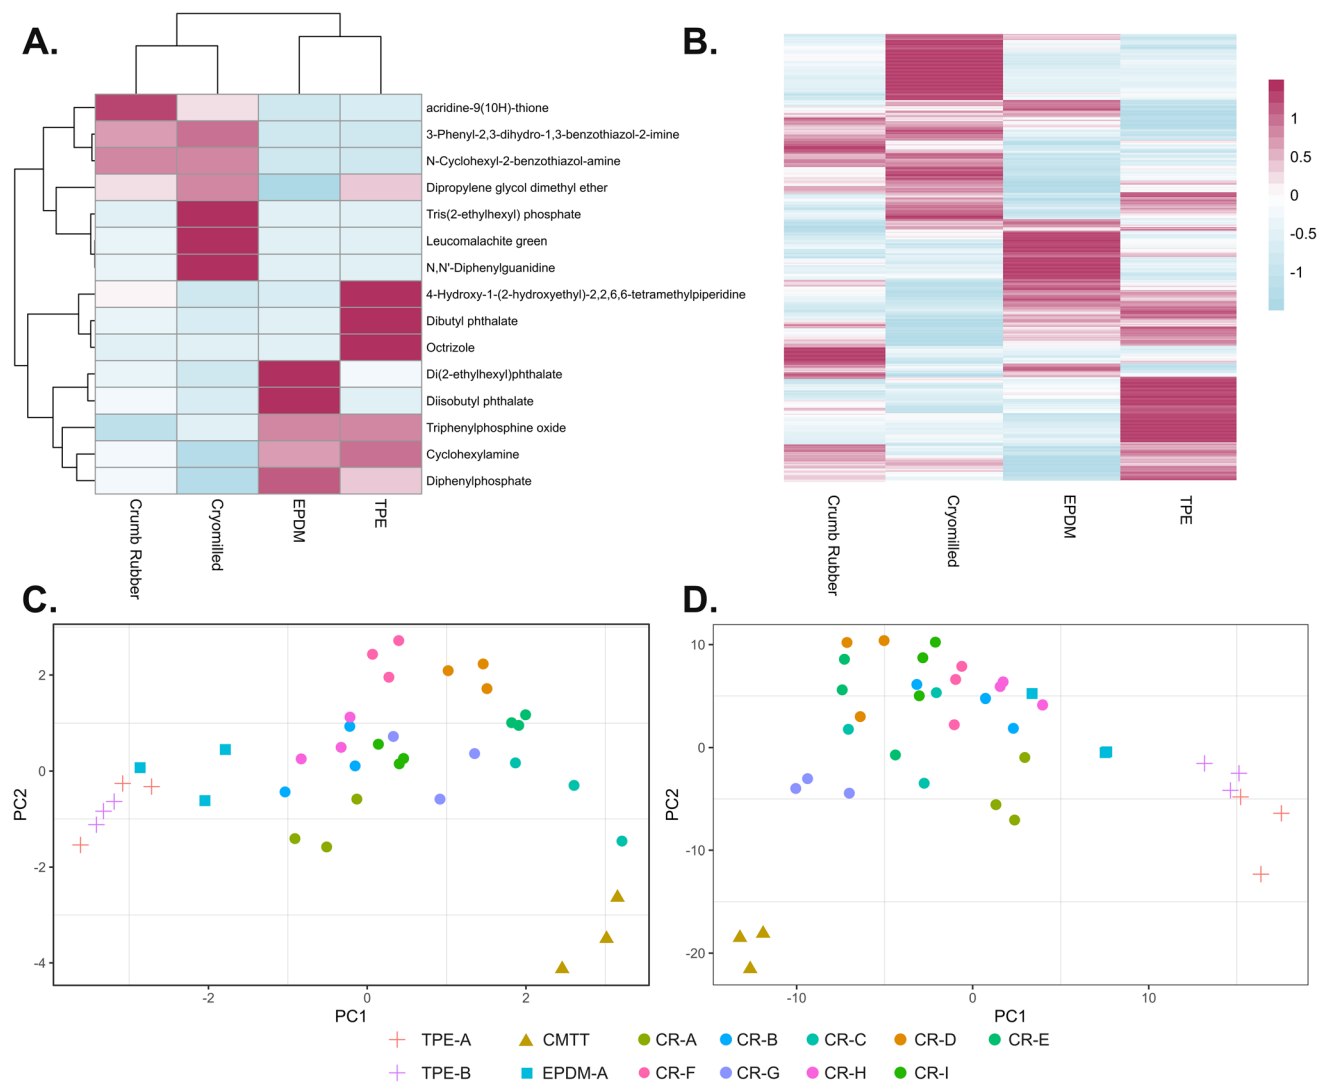 A.
acridine-9(10H)-thione
3-Phenyl-2,3-dihydro-1,3-benzothiazol-2-imine
N-Cyclohexyl-2-benzothiazol-amine
Dipropylene glycol dimethyl ether
Tris(2-ethylhexyl) phosphate
Leucomalachite green
N,N'-Diphenylguanidine
4-Hydroxy-1-(2-hydroxyethyl)-2,2,6,6-tetramethylpiperidine
Dibutyl phthalate
Octrizole
Di(2-ethylhexyl)phthalate
Diisobutyl phthalate
Triphenylphosphine oxide
Cyclohexylamine
Diphenylphosphate
Crumb Rubber
Cryomilled
EPDM
TPE
B.
1
0.5
0
-0.5
-1
Crumb Rubber
Cryomilled
EPDM
TPE
C.
PC2
2
0
-2
-4
-2
0
2
PC1
D.
PC2
10
0
-10
-20
-10
0
10
PC1
TPE-A
CMTT
CR-A
CR-B
CR-C
CR-D
CR-E
TPE-B
EPDM-A
CR-F
CR-G
CR-H
CR-I